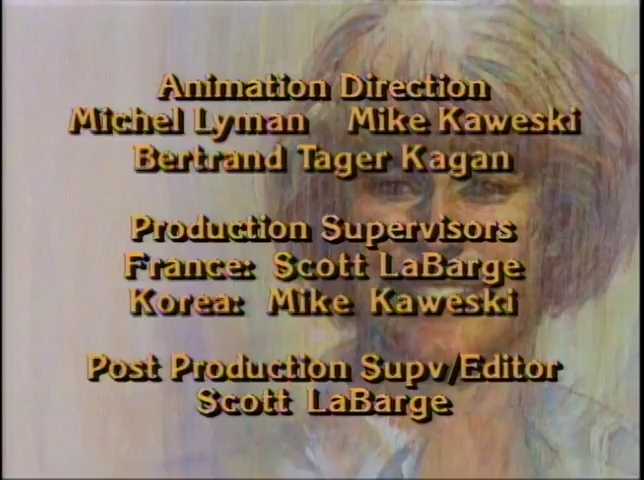 Animation Direction
Michel Lyman Mike Kaweski
Bertrand Tager Kagan
Production Supervisors
France: Scott LaBarge
Korea: Mike Kaweski
Post Production Supv/Editor
Scott LaBarge